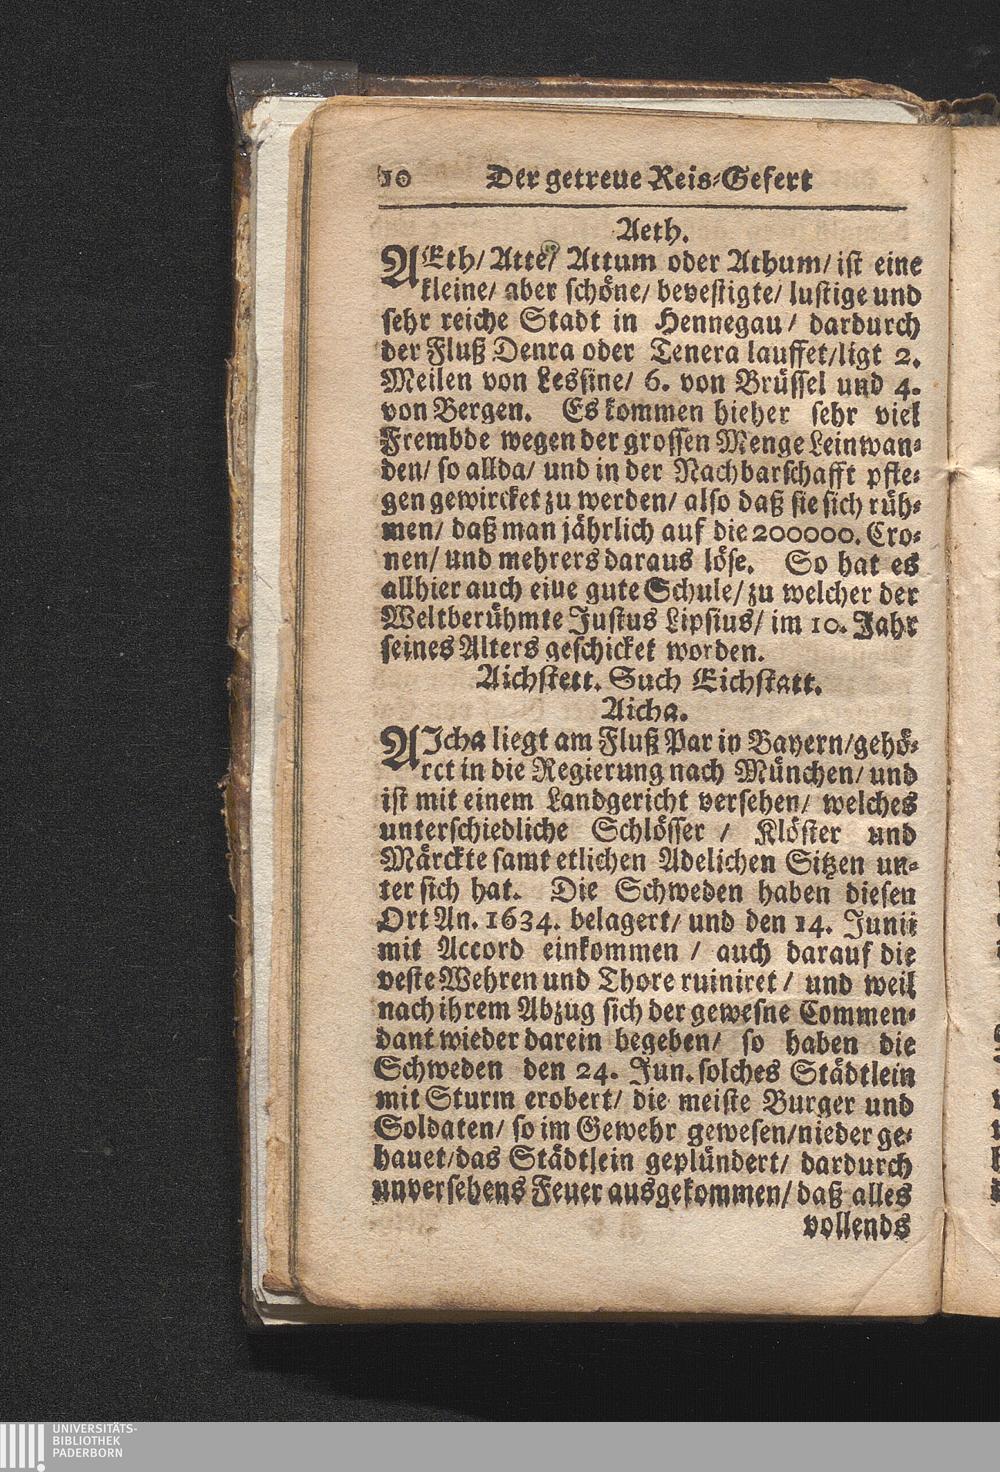 10 Der getreue Reis-Gefert
Aeth.
AEth/ Atte/ Attum oder Athum/ ist eine
kleine/ aber schöne/ bevestigte/ lustige und
sehr reiche Stadt in Hennegau/ dardurch
der Fluß Denra oder Tenera lauffet/ligt 2.
Meilen von Lessine/ 6. von Brüssel und 4.
von Bergen. Es kommen hieher sehr viel
Frembde wegen der grossen Menge Leinwan-
den/ so allda/ und in der Nachbarschafft pfle-
gen gewircket zu werden/ also daß sie sich rüh-
men/ daß man jährlich auf die 200000. Cro-
nen/ und mehrers daraus löse. So hat es
allhier auch eiue gute Schule/ zu welcher der
Weltberühmte Justus Lipsius/ im 10. Jahr
seines Alters geschicket worden.
Aichstett. Such Eichstatt.
Aicha.
AIcha liegt am Fluß Par in Bayern/gehö-
ret in die Regierung nach München/ und
ist mit einem Landgericht versehen/ welches
unterschiedliche Schlösser / Klöster und
Märckte samt etlichen Adelichen Sitzen un-
ter sich hat. Die Schweden haben diesen
Ort An. 1634. belagert/ und den 14. Junii
mit Accord einkommen / auch darauf die
veste Wehren und Thore ruiniret / und weil
nach ihrem Abzug sich der gewesne Commen-
dant wieder darein begeben/ so haben die
Schweden den 24. Jun. solches Städtlein
mit Sturm erobert/ die meiste Burger und
Soldaten/ so im Gewehr gewesen/nieder ge-
hauet/das Städtlein geplündert/ dardurch
unversehens Feuer ausgekommen/ daß alles
vollends
UNIVERSITÄTS-
BIBLIOTHEK
PADERBORN